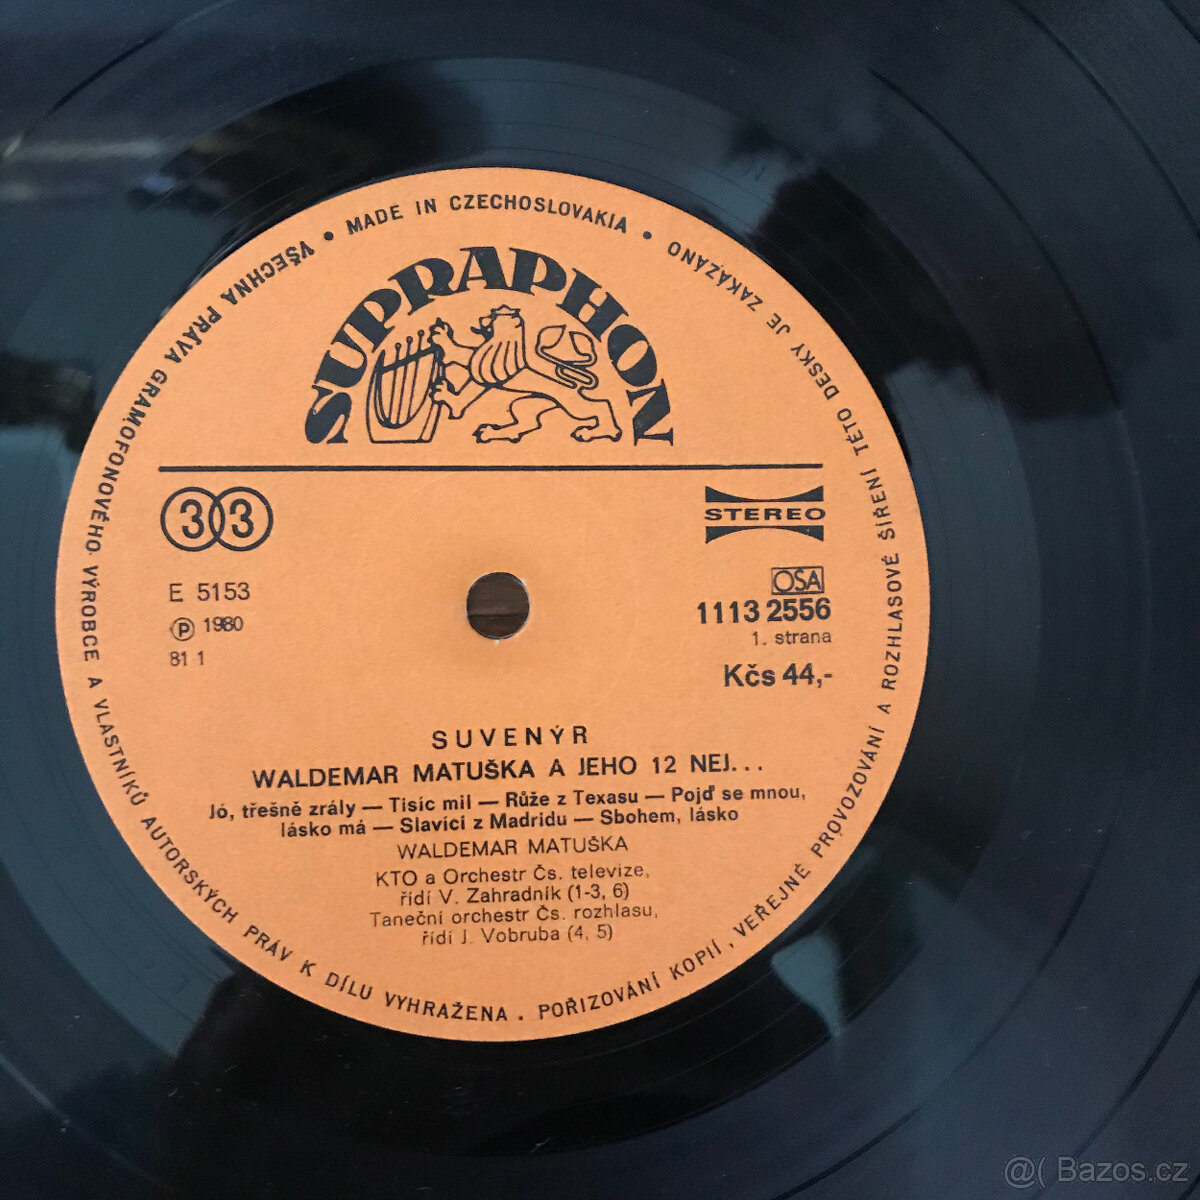 MADE IN CZECHOSLOVAKIA •
VŠECHNA PRÁVA GRAMOFONOVÉHO VÝROBCE A VLASTNÍKŮ AUTORSKÝCH PRÁV K DÍLU VYHRAŽENA . POŘIZOVÁNÍ KOPIÍ, VEŘEJNÉ PROVOZOVÁNÍ A ROZHLASOVÉ ŠÍŘENÍ TÉTO DESKY JE ZAKÁZÁNO •
SUPRAPHON
33
STEREO
E 5153
Ⓟ 1980
81 1
OSA
1113 2556
1. strana
Kčs 44,-
SUVENÝR
WALDEMAR MATUŠKA A JEHO 12 NEJ...
Jó, třešně zrály — Tisíc mil — Růže z Texasu — Pojď se mnou,
lásko má — Slavíci z Madridu — Sbohem, lásko
WALDEMAR MATUŠKA
KTO a Orchestr Čs. televize,
řídí V. Zahradník (1-3, 6)
Taneční orchestr Čs. rozhlasu,
řídí J. Vobruba (4, 5)
@( Bazos.cz